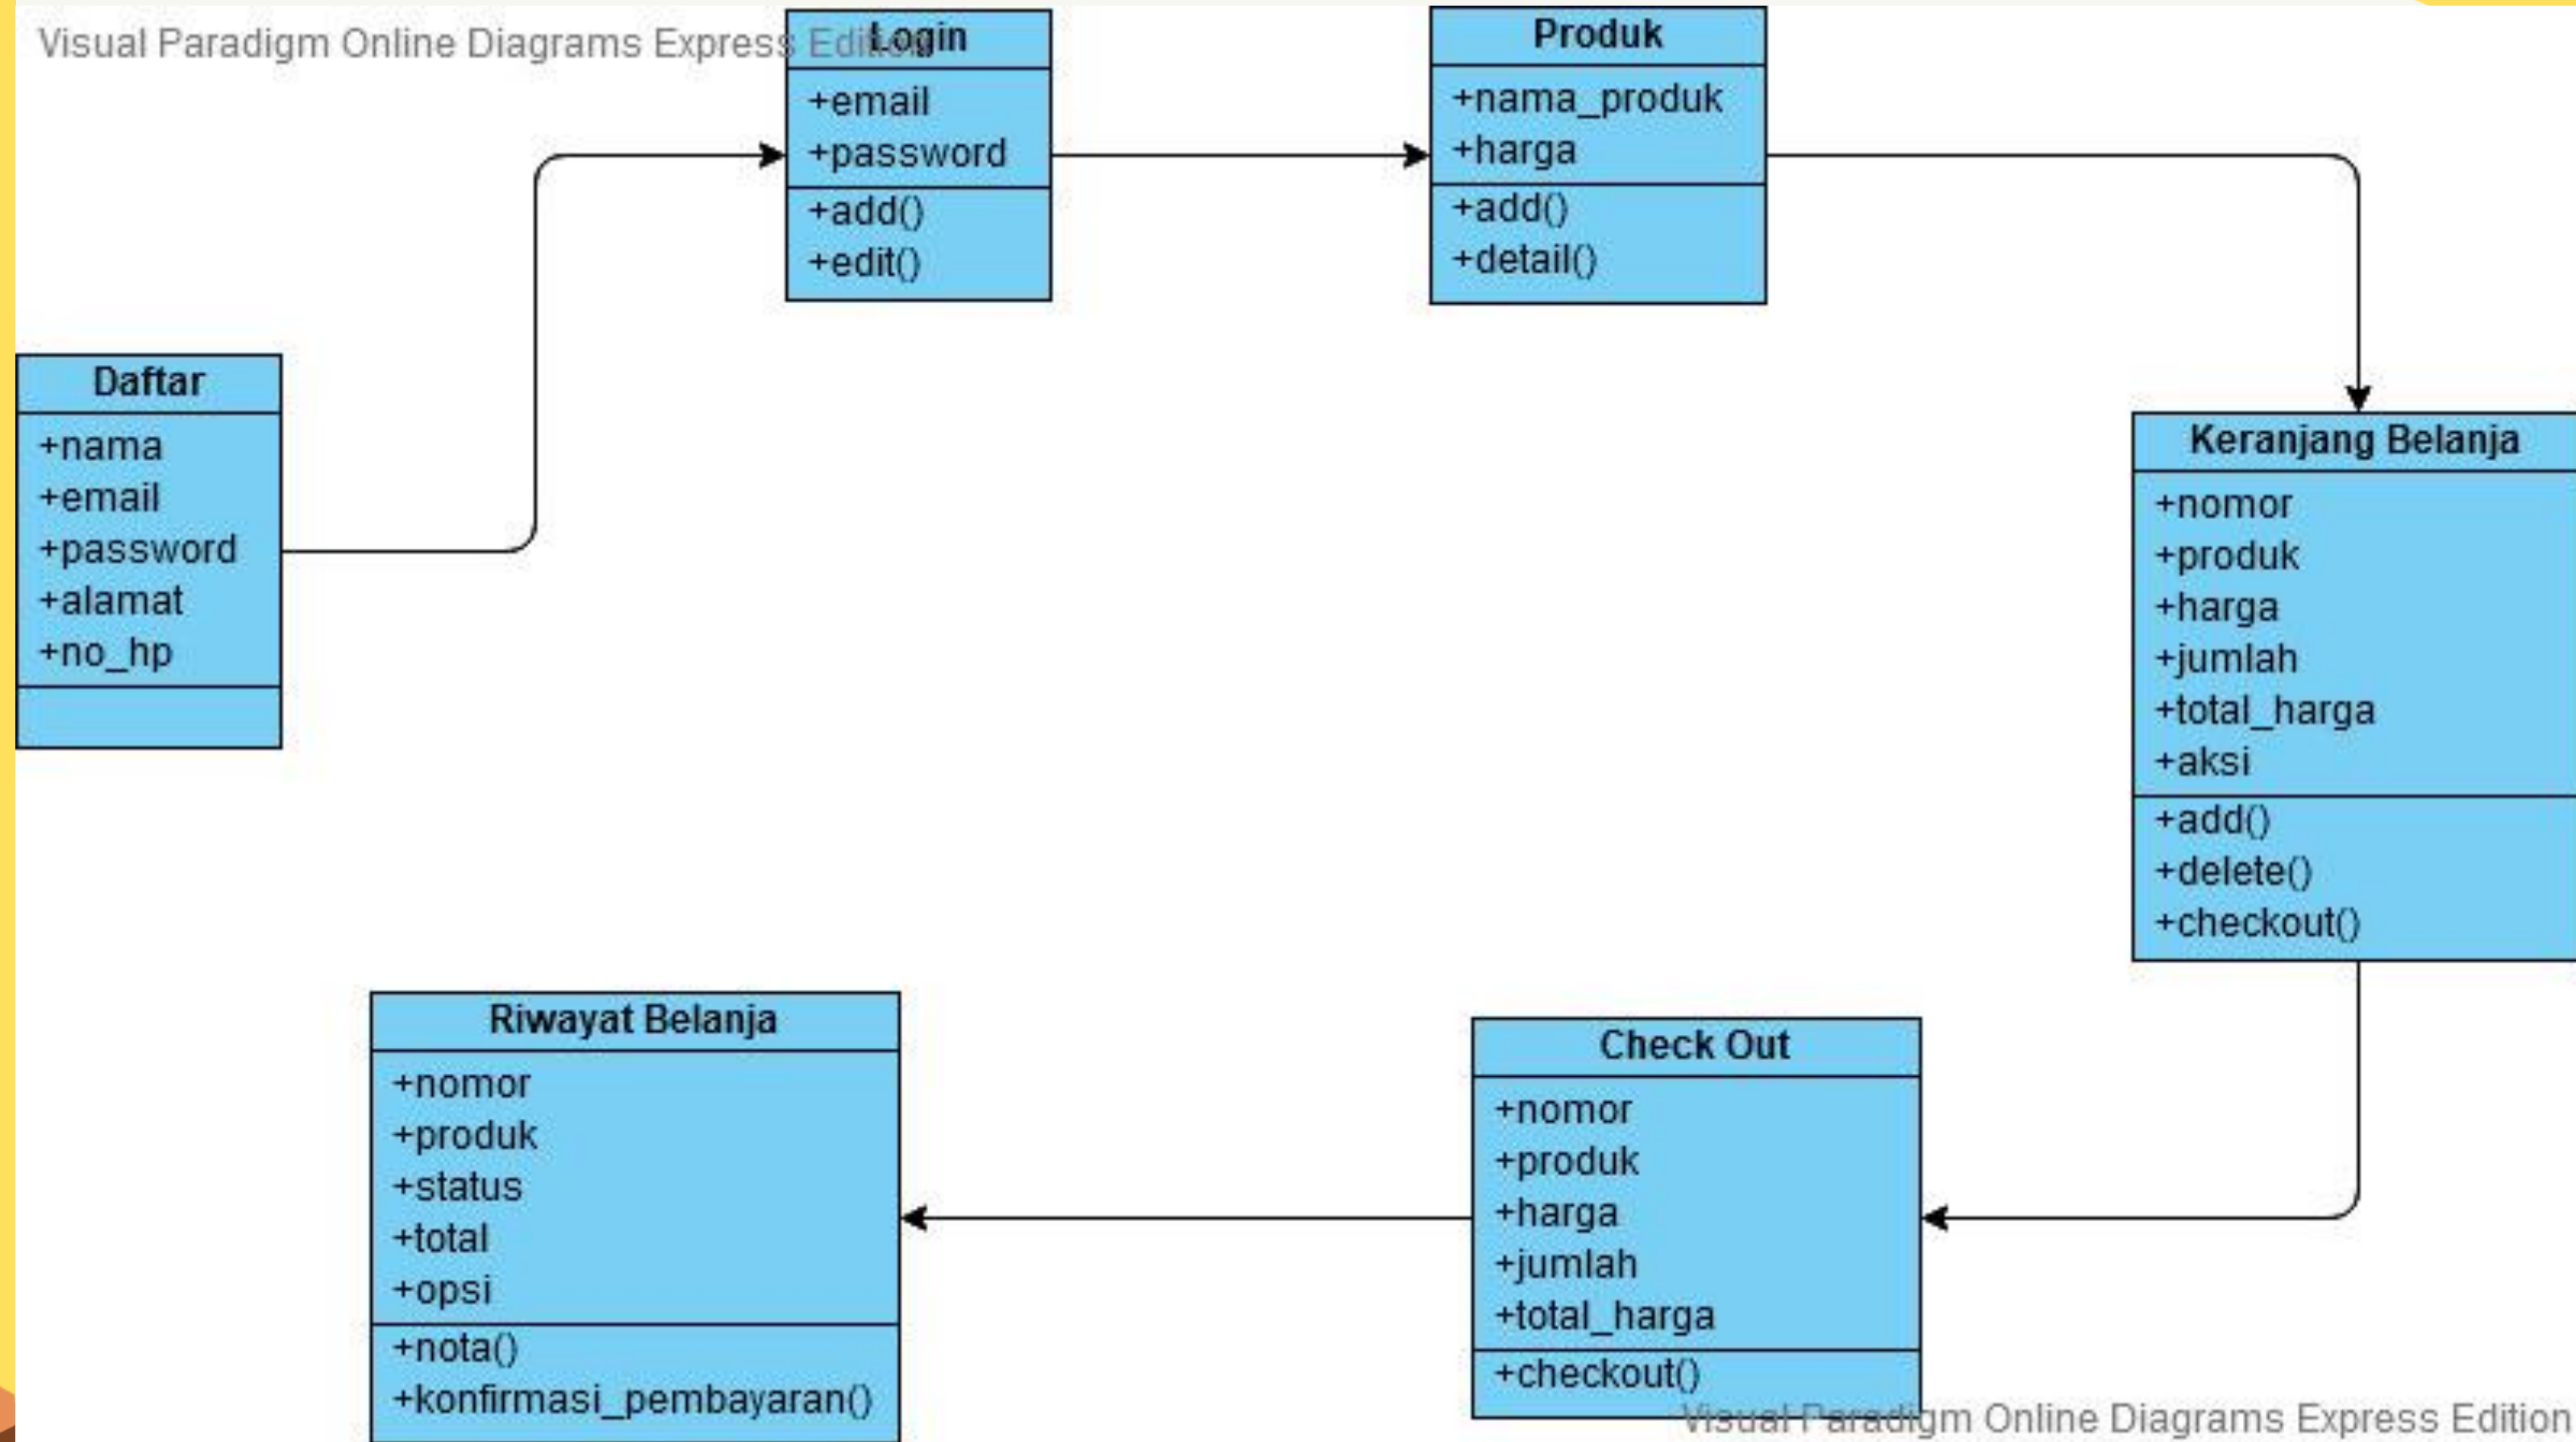 Visual Paradigm Online Diagrams Express Edition
Login
+email
+password
+add()
+edit()
Produk
+nama_produk
+harga
+add()
+detail()
Daftar
+nama
+email
+password
+alamat
+no_hp
Keranjang Belanja
+nomor
+produk
+harga
+jumlah
+total_harga
+aksi
+add()
+delete()
+checkout()
Riwayat Belanja
+nomor
+produk
+status
+total
+opsi
+nota()
+konfirmasi_pembayaran()
Check Out
+nomor
+produk
+harga
+jumlah
+total_harga
+checkout()
Visual Paradigm Online Diagrams Express Edition